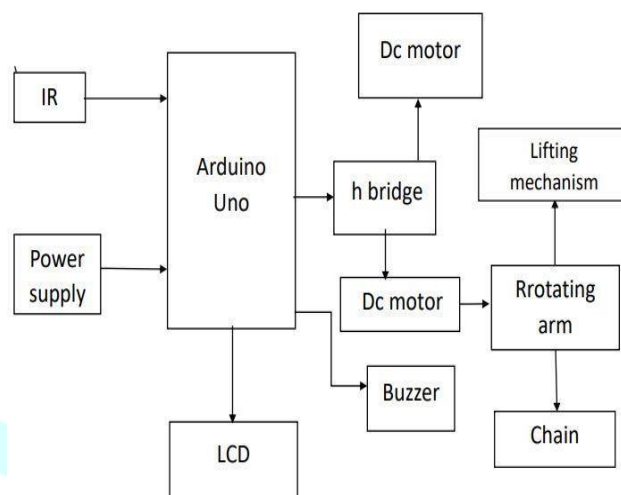 Dc motor
IR
Lifting
mechanism
Arduino
Uno
h bridge
Power
supply
Dc motor
Rrotating
arm
Buzzer
Chain
LCD